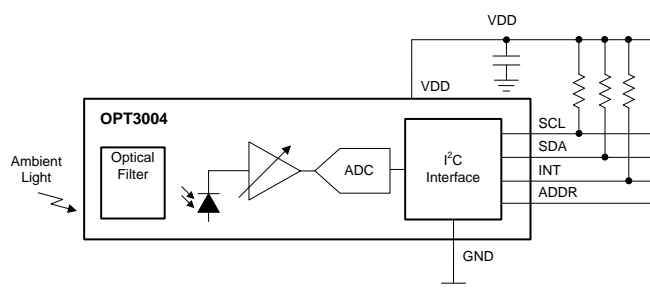 VDD
VDD
OPT3004
SCL
Ambient
Light
Optical
Filter
ADC
I²C
Interface
SDA
INT
ADDR
GND